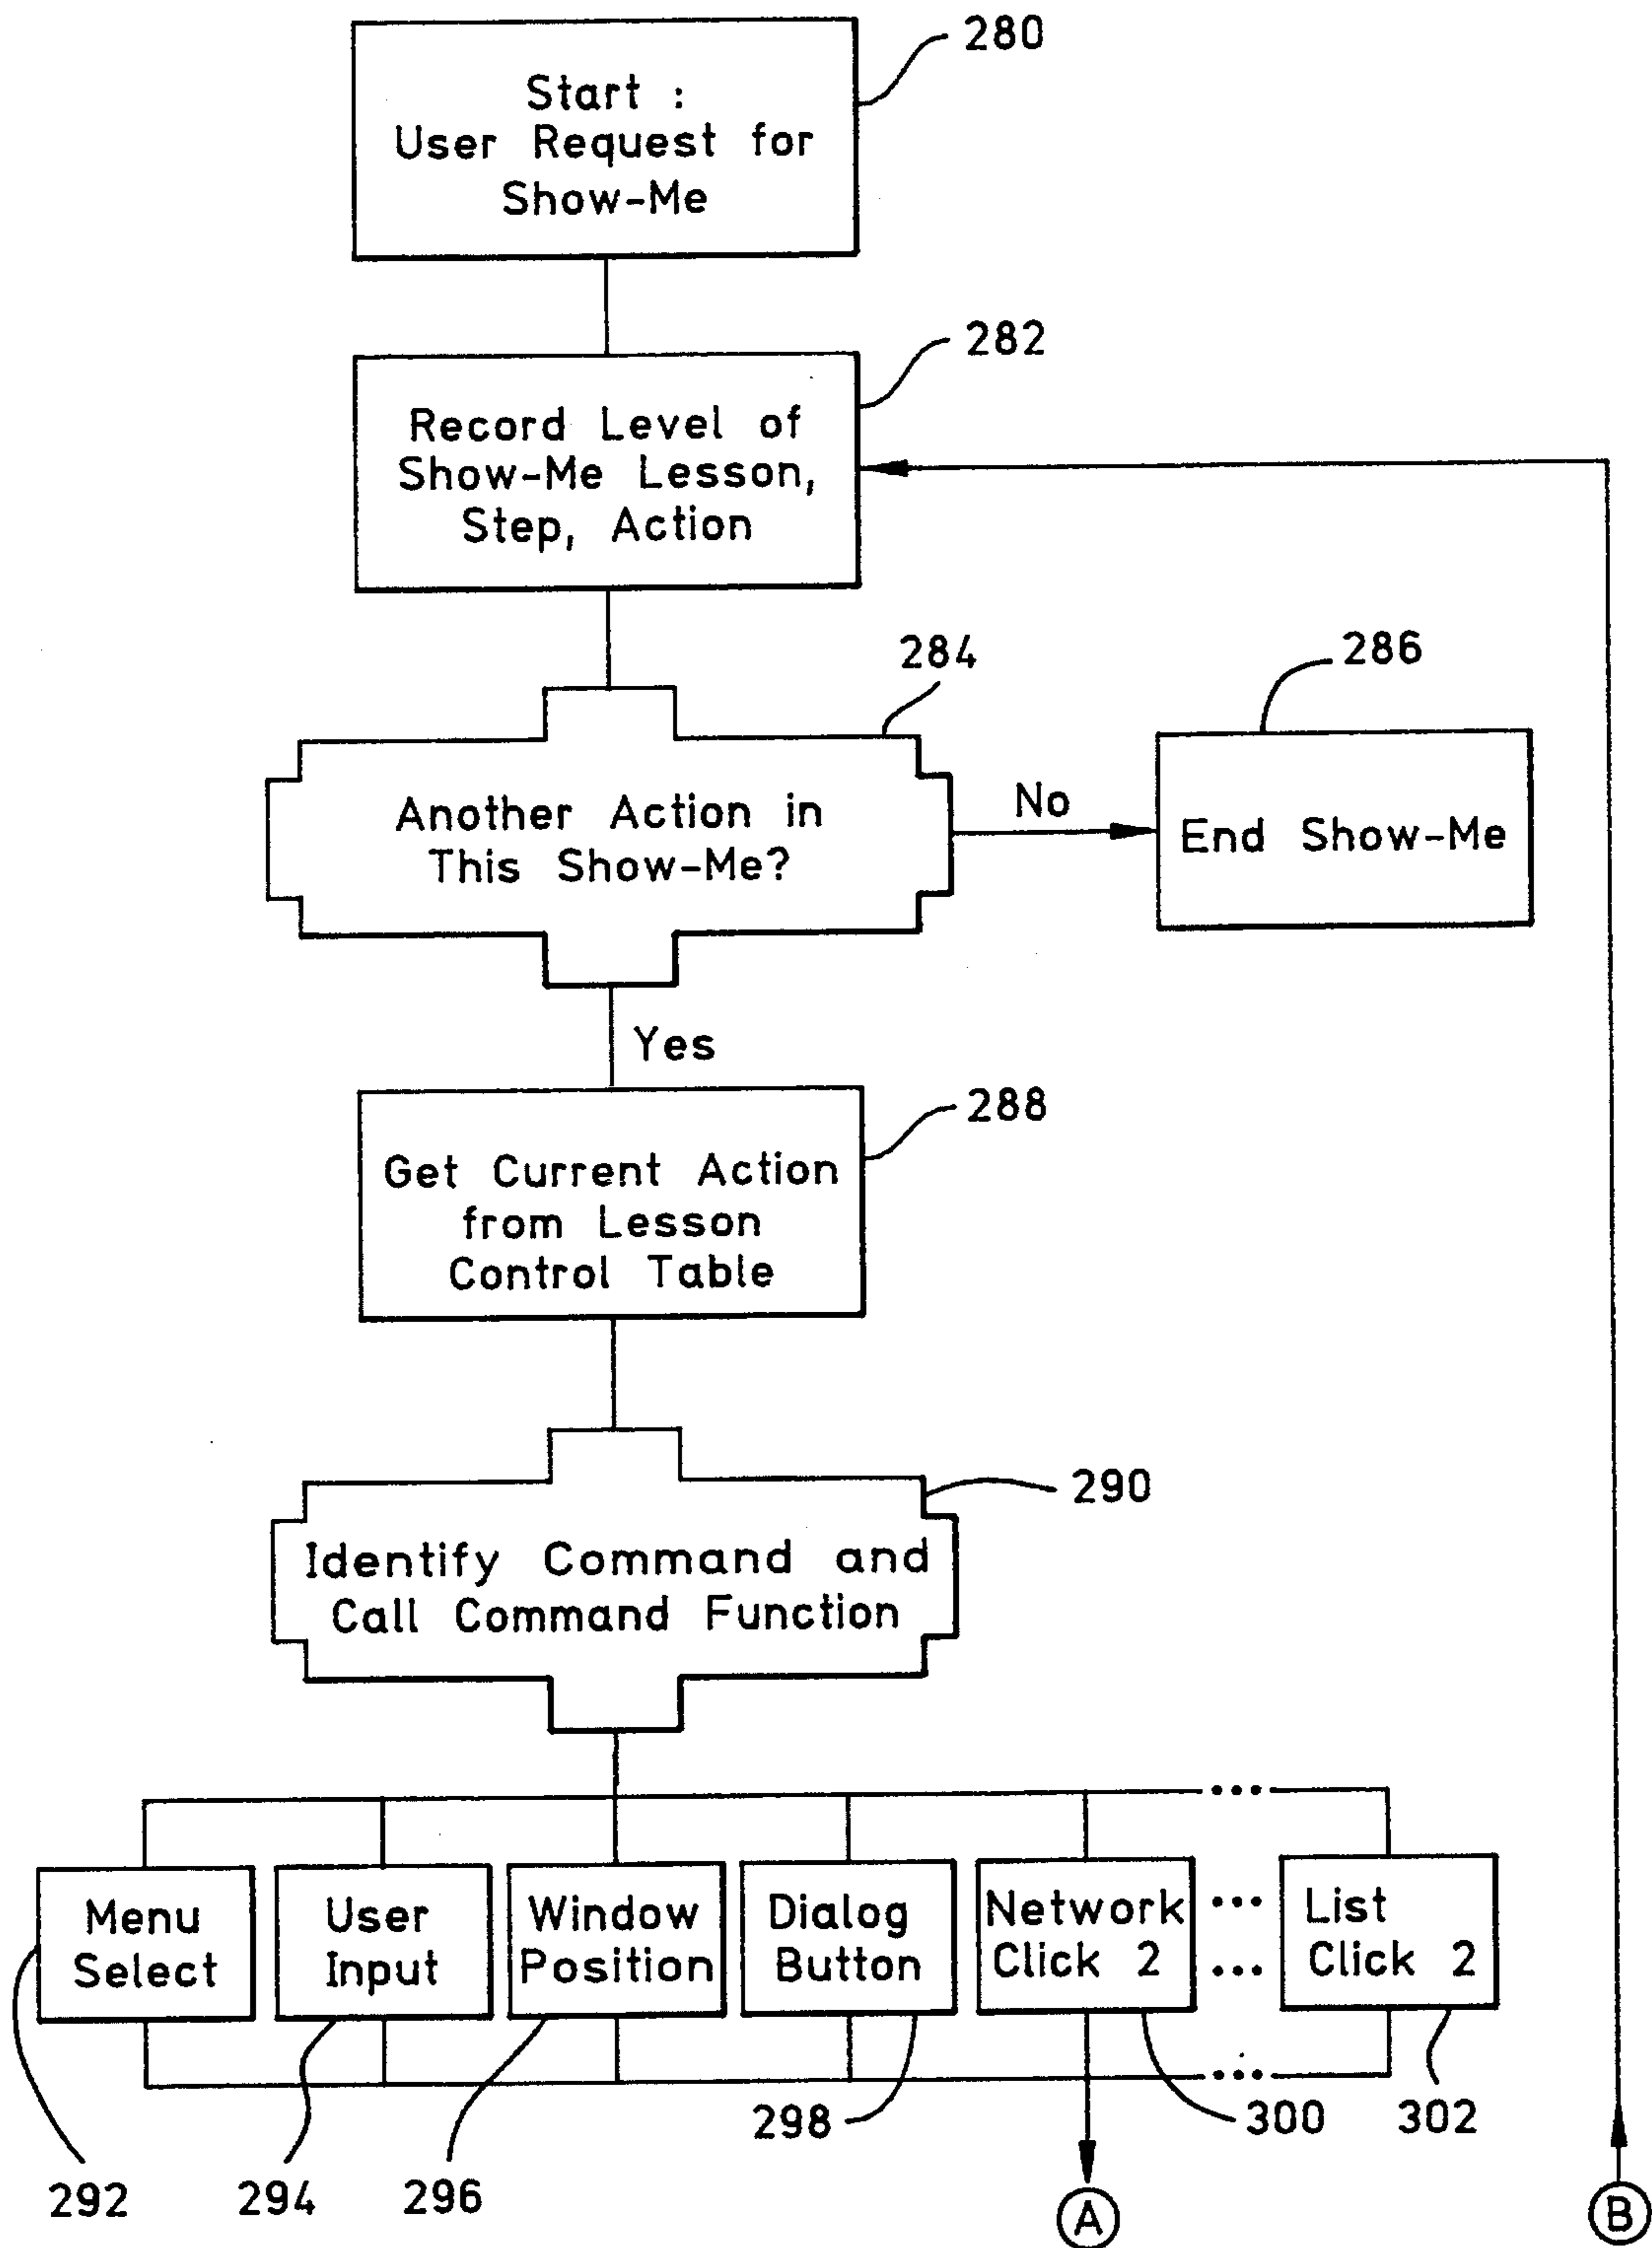 280
Start :
User Request for
Show-Me
282
Record Level of
Show-Me Lesson,
Step, Action
284
286
Another Action in
This Show-Me?
No
End Show-Me
Yes
288
Get Current Action
from Lesson
Control Table
290
Identify Command and
Call Command Function
...
Menu
Select
User
Input
Window
Position
Dialog
Button
Network
Click 2
...
...
List
Click 2
...
292
294
296
298
300
302
A
B